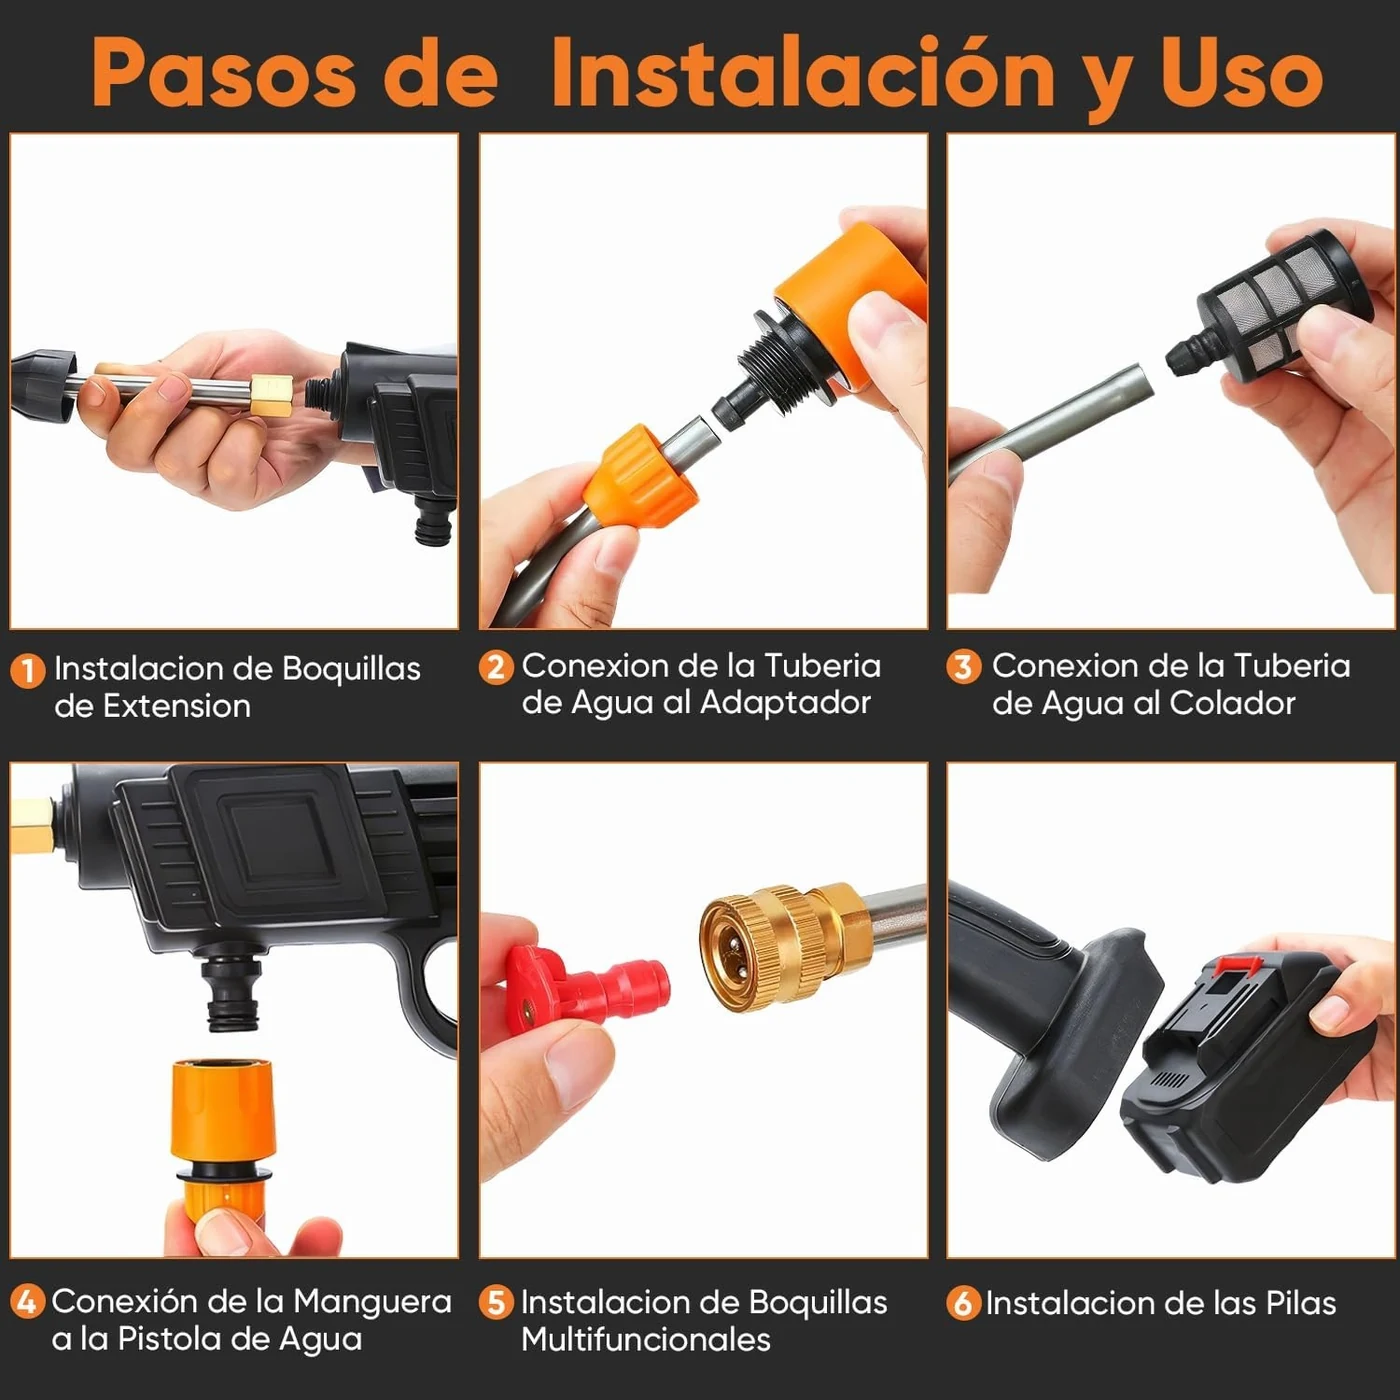 Pasos de Instalación y Uso
1 Instalacion de Boquillas
de Extension
2 Conexion de la Tuberia
de Agua al Adaptador
3 Conexion de la Tuberia
de Agua al Colador
4 Conexión de la Manguera
a la Pistola de Agua
5 Instalacion de Boquillas
Multifuncionales
6 Instalacion de las Pilas